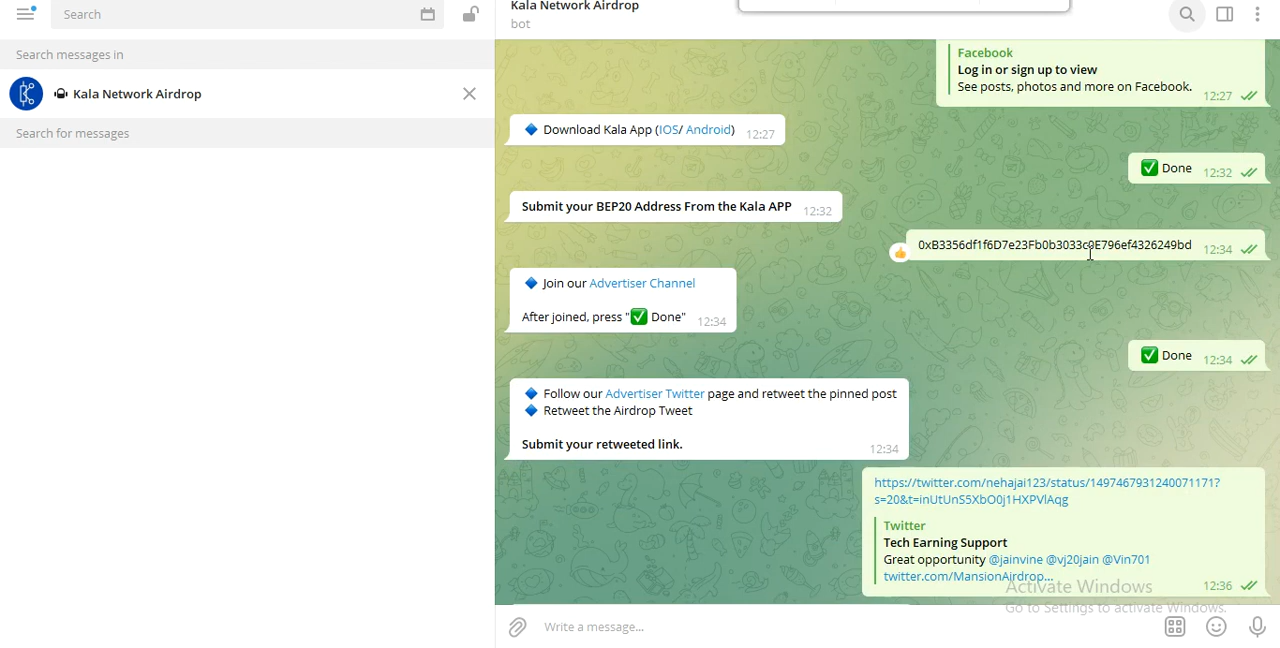 Search
Search messages in
Kala Network Airdrop
Search for messages
Kala Network Airdrop
bot
Facebook
Log in or sign up to view
See posts, photos and more on Facebook.
12:27
🔷 Download Kala App (IOS/ Android) 12:27
✅ Done 12:32
Submit your BEP20 Address From the Kala APP 12:32
0xB3356df1f6D7e23Fb0b3033c9E796ef4326249bd 12:34
🔷 Join our Advertiser Channel
After joined, press "✅ Done" 12:34
✅ Done 12:34
🔷 Follow our Advertiser Twitter page and retweet the pinned post
🔷 Retweet the Airdrop Tweet
Submit your retweeted link. 12:34
https://twitter.com/nehajai123/status/1497467931240071171?
s=20&t=inUtUnS5XbO0j1HXPVlAqg
Twitter
Tech Earning Support
Great opportunity @jainvine @vj20jain @Vin701
twitter.com/MansionAirdrop...
12:36
Activate Windows
Go to Settings to activate Windows.
Write a message...